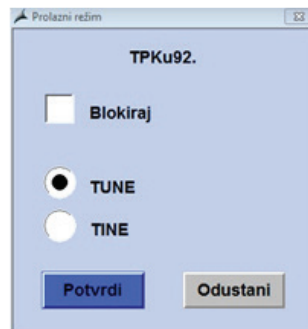 Prolazni režim
TPKu92.
Blokiraj
TUNE
TINE
Potvrdi
Odustani